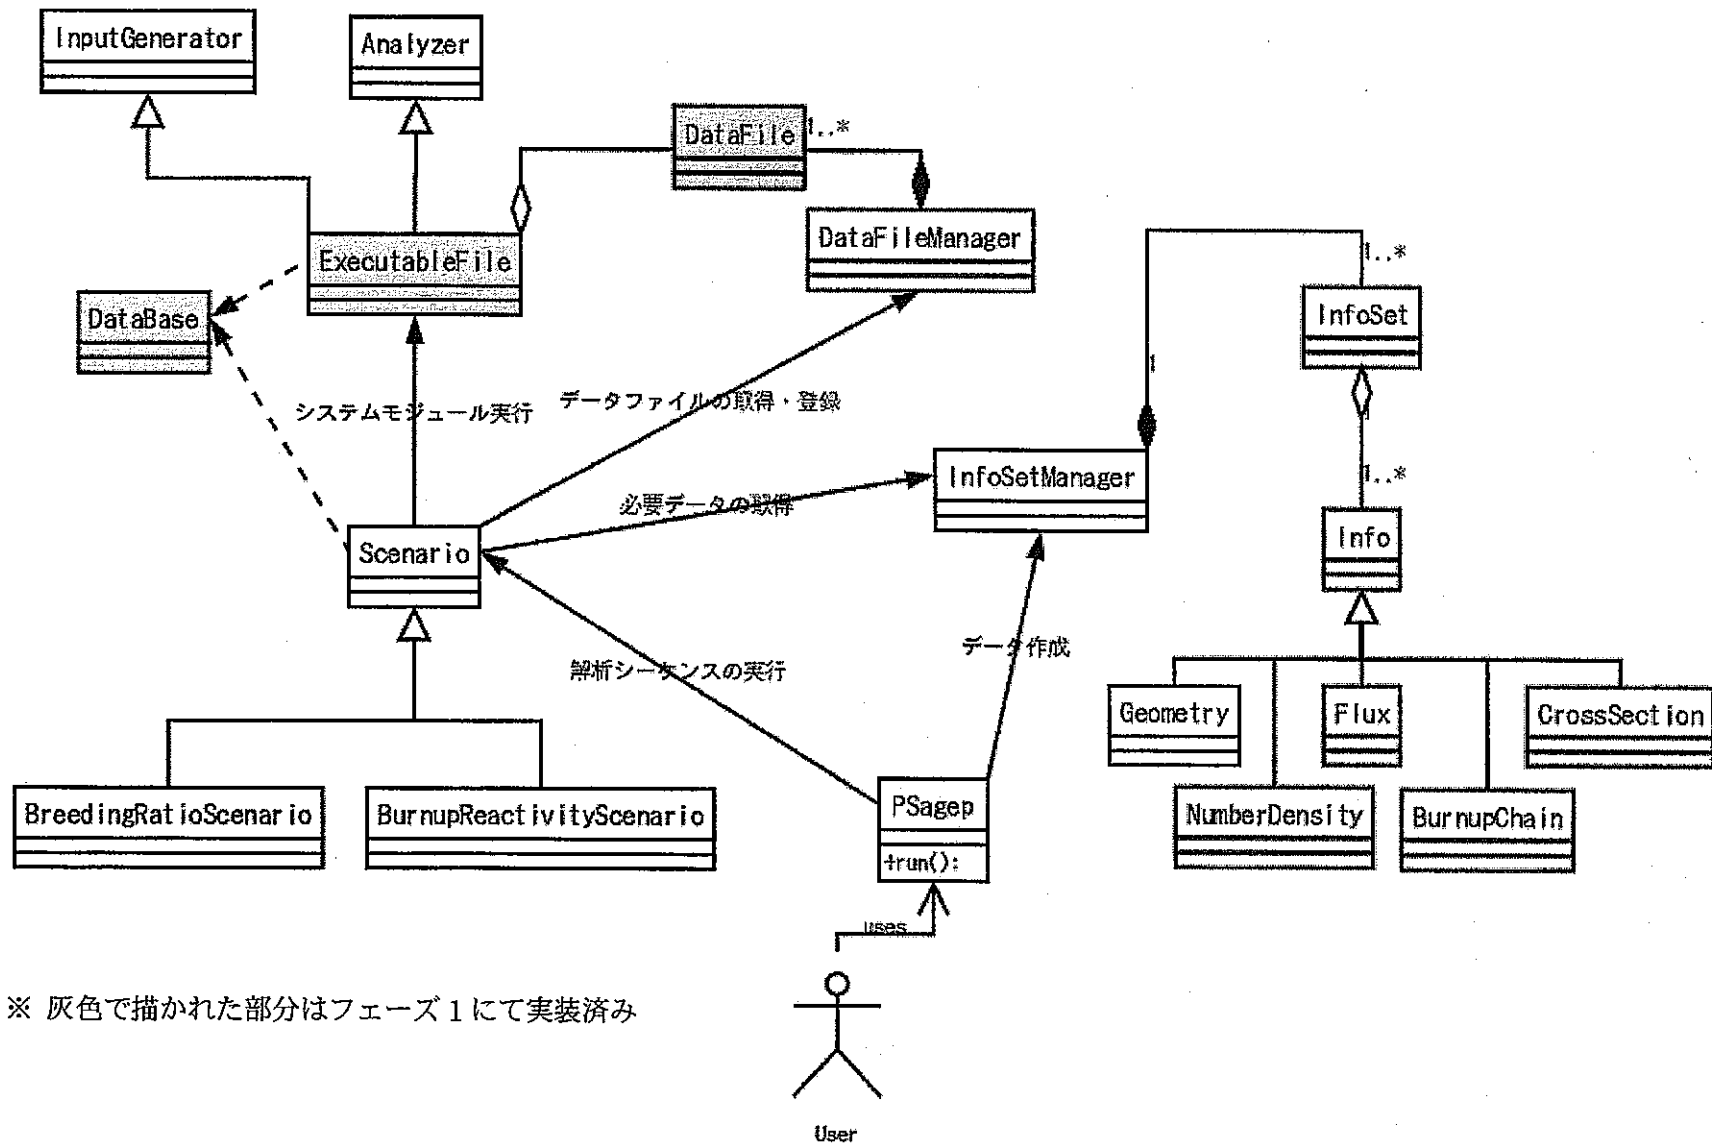 InputGenerator
Analyzer
DataFile
1..*
DataFileManager
ExecutableFile
1..*
DataBase
InfoSet
1
システムモジュール実行
データファイルの取得・登録
1
InfoSetManager
1..*
必要データの取得
Info
Scenario
データ作成
解析シーケンスの実行
Geometry
Flux
CrossSection
BreedingRatioScenario
BurnupReactivityScenario
PSagep
+run():
NumberDensity
BurnupChain
uses
※ 灰色で描かれた部分はフェーズ1にて実装済み
User